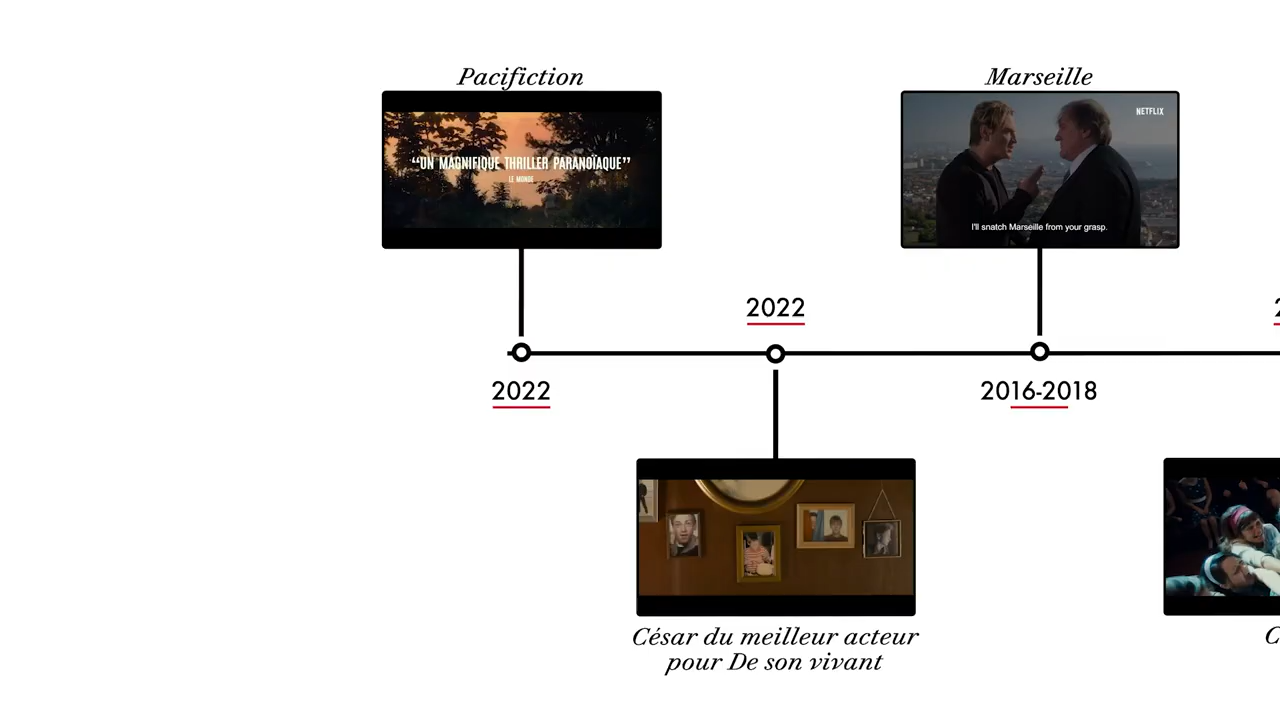 Pacifiction
“UN MAGNIFIQUE THRILLER PARANOÏAQUE”
LE MONDE
2022
2022
César du meilleur acteur
pour De son vivant
Marseille
NETFLIX
I'll snatch Marseille from your grasp.
2016-2018